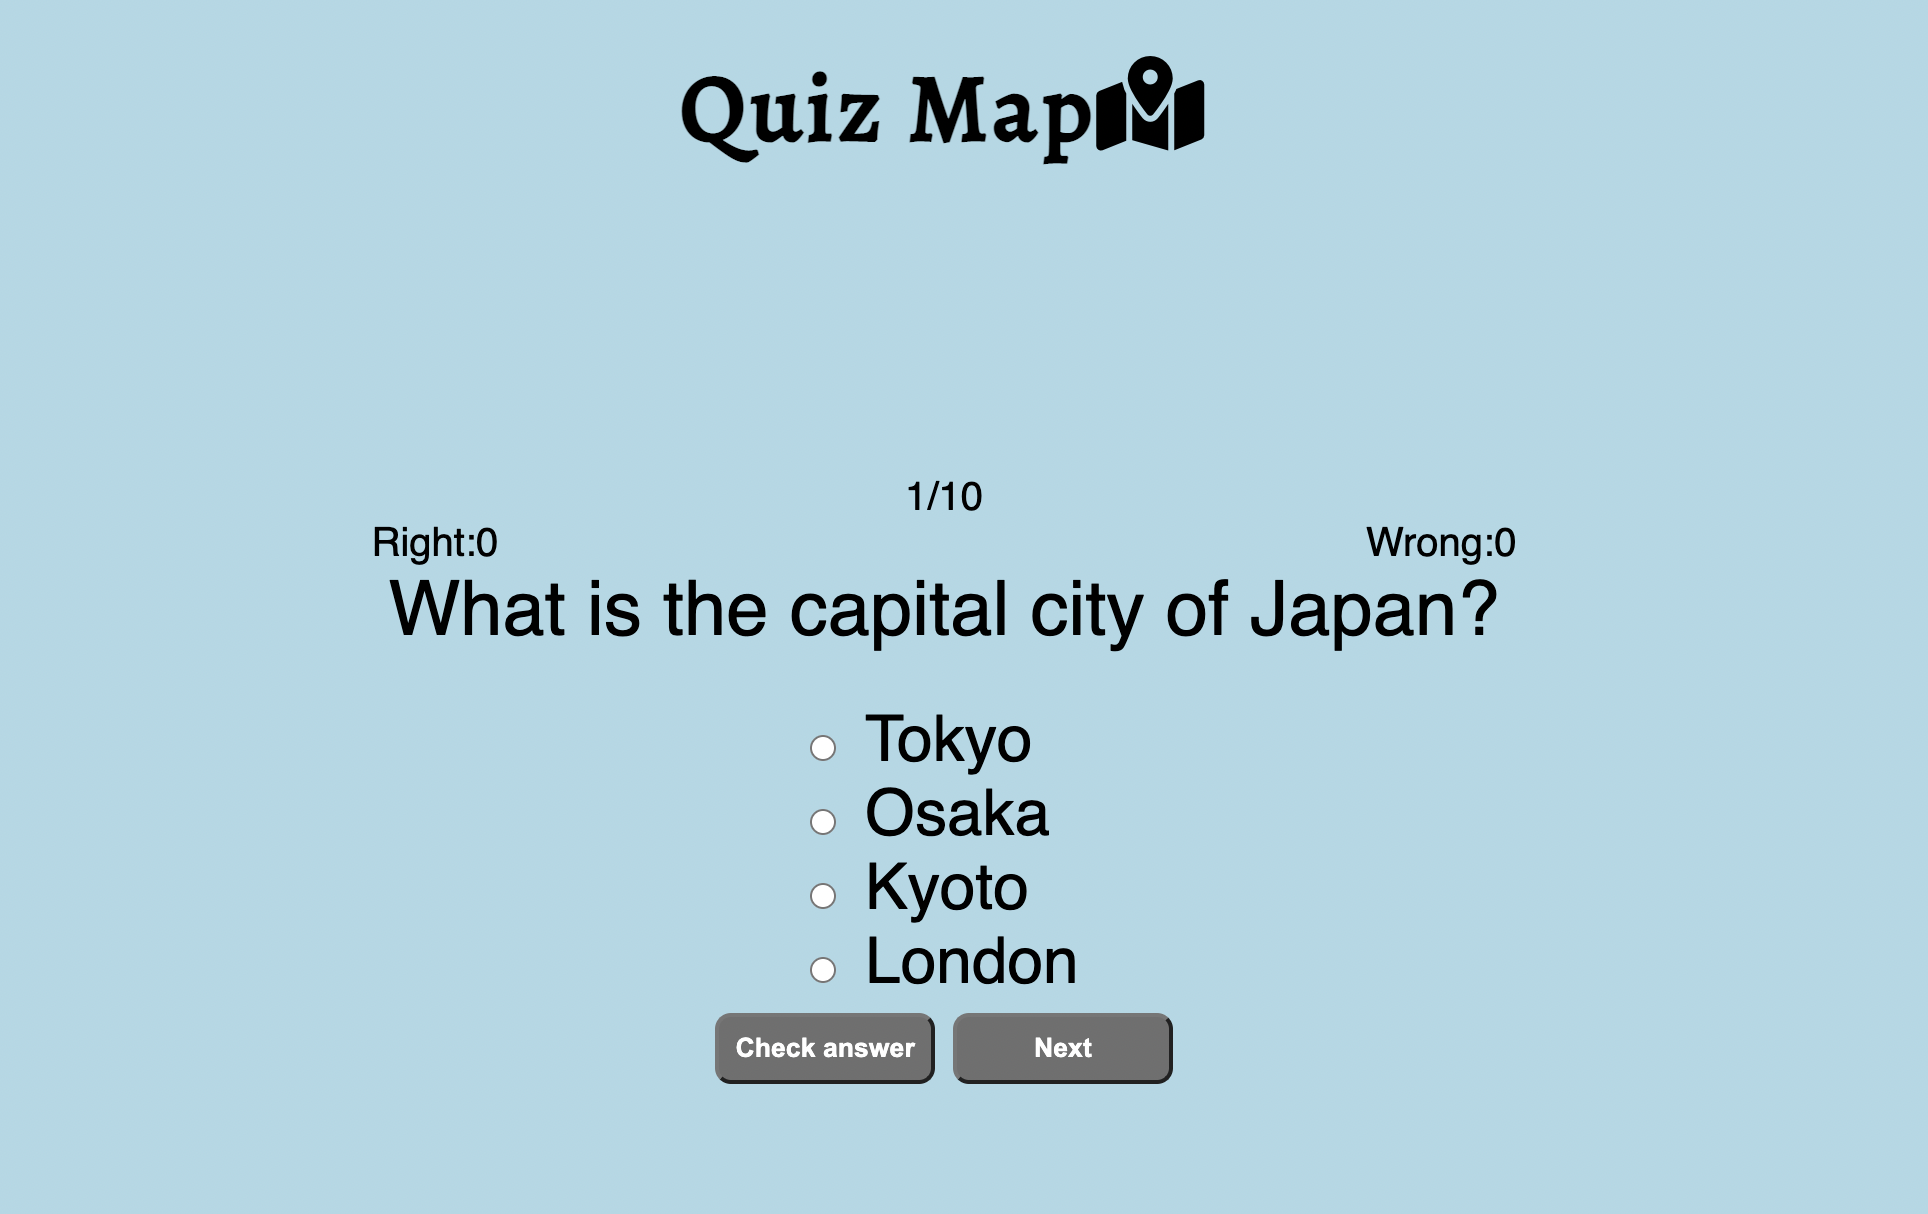 Quiz Map
1/10
Right:0
Wrong:0
What is the capital city of Japan?
Tokyo
Osaka
Kyoto
London
Check answer
Next